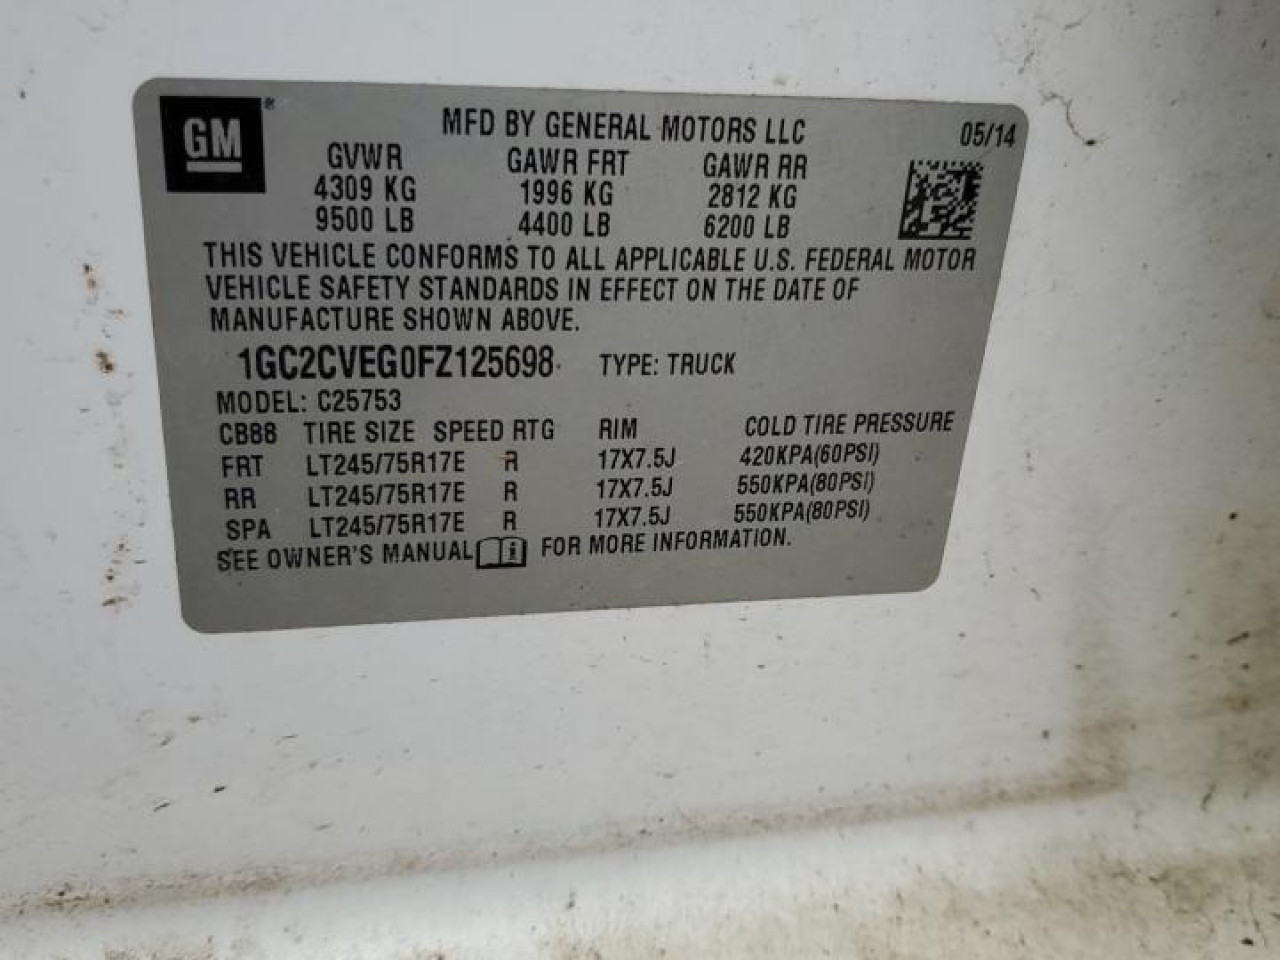 GM®
MFD BY GENERAL MOTORS LLC 05/14
GVWR GAWR FRT GAWR RR
4309 KG 1996 KG 2812 KG
9500 LB 4400 LB 6200 LB
THIS VEHICLE CONFORMS TO ALL APPLICABLE U.S. FEDERAL MOTOR
VEHICLE SAFETY STANDARDS IN EFFECT ON THE DATE OF
MANUFACTURE SHOWN ABOVE.
1GC2CVEG0FZ125698 TYPE: TRUCK
MODEL: C25753
CB88 TIRE SIZE SPEED RTG RIM COLD TIRE PRESSURE
FRT LT245/75R17E R 17X7.5J 420KPA(60PSI)
RR LT245/75R17E R 17X7.5J 550KPA(80PSI)
SPA LT245/75R17E R 17X7.5J 550KPA(80PSI)
SEE OWNER'S MANUAL i FOR MORE INFORMATION.